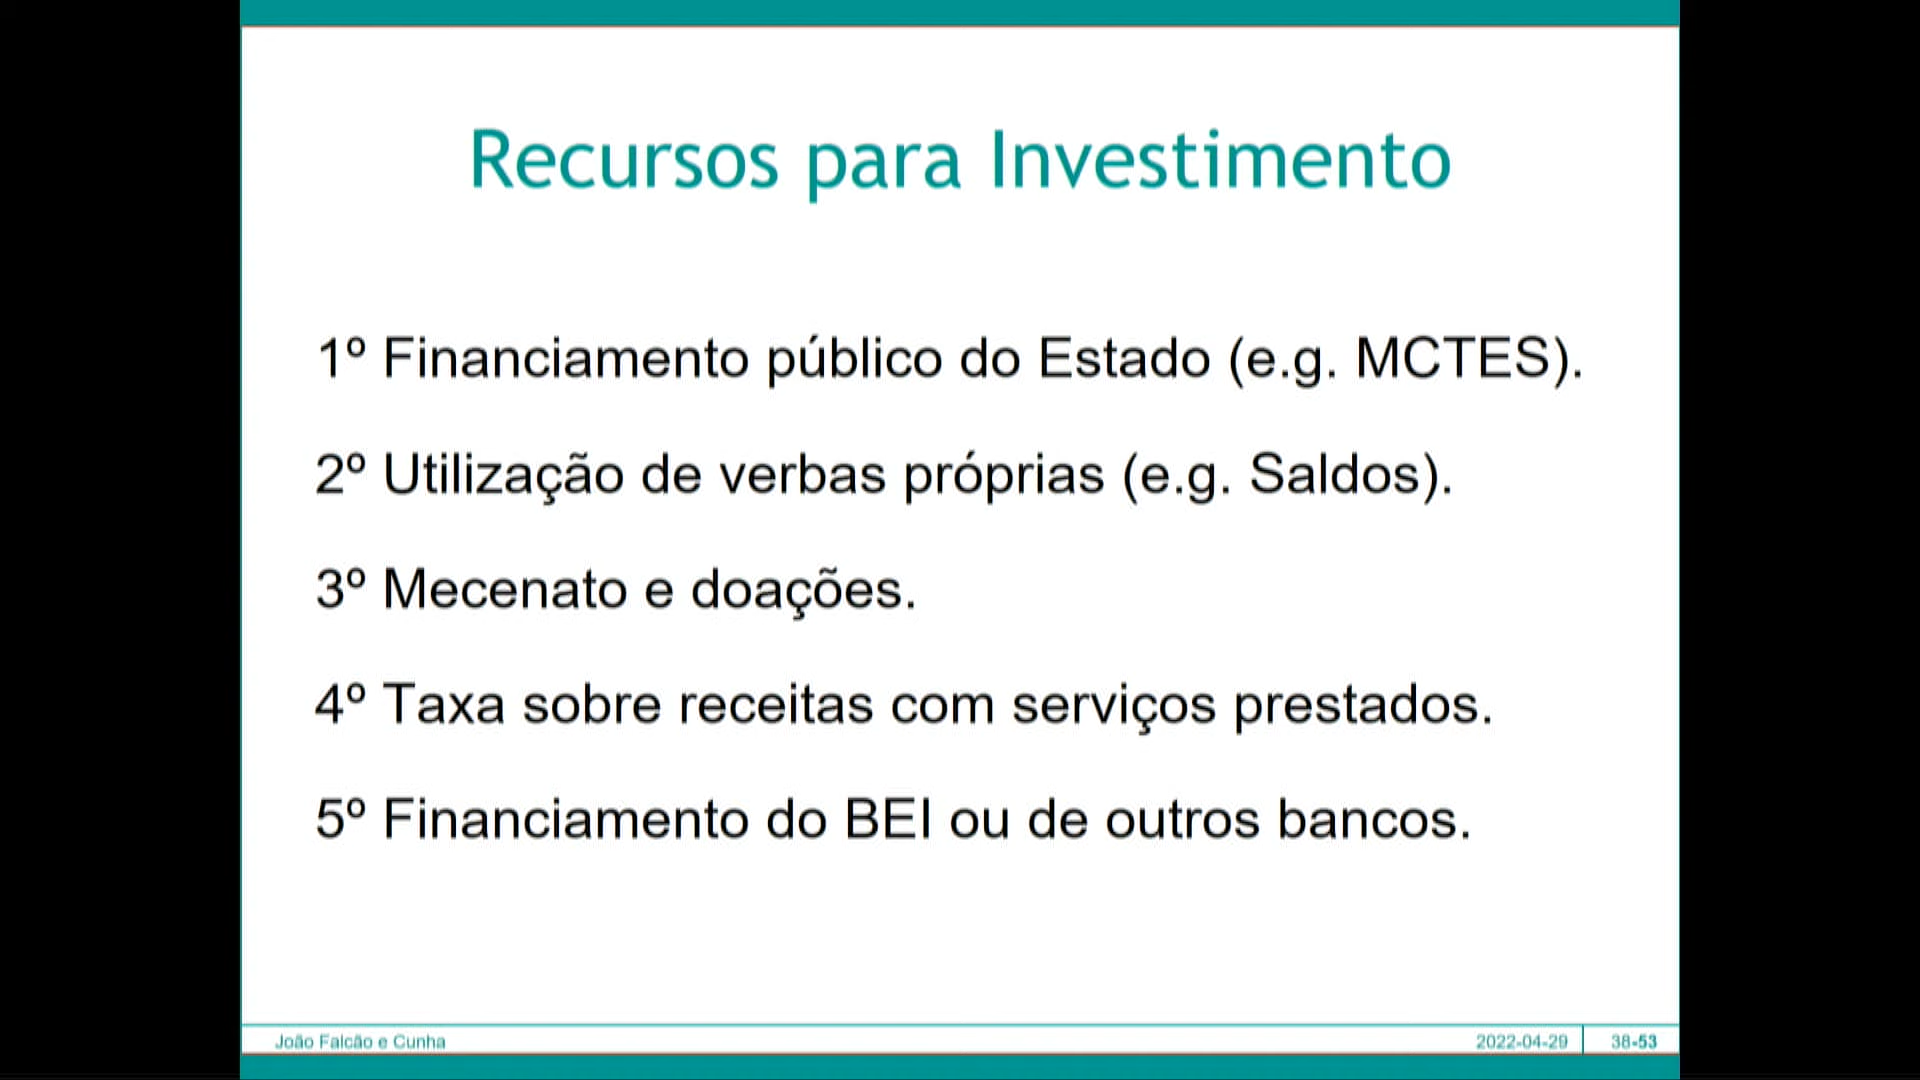 Recursos para Investimento
1º Financiamento público do Estado (e.g. MCTES).
2º Utilização de verbas próprias (e.g. Saldos).
3º Mecenato e doações.
4º Taxa sobre receitas com serviços prestados.
5º Financiamento do BEI ou de outros bancos.
João Falcão e Cunha
2022-04-29
38-53